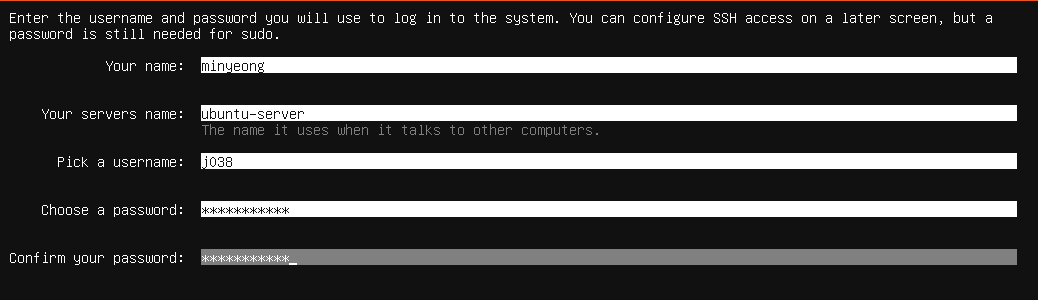 Enter the username and password you will use to log in to the system. You can configure SSH access on a later screen, but a
password is still needed for sudo.
Your name: minyeong
Your servers name: ubuntu-server
The name it uses when it talks to other computers.
Pick a username: j038
Choose a password: ***********
Confirm your password: ***********_